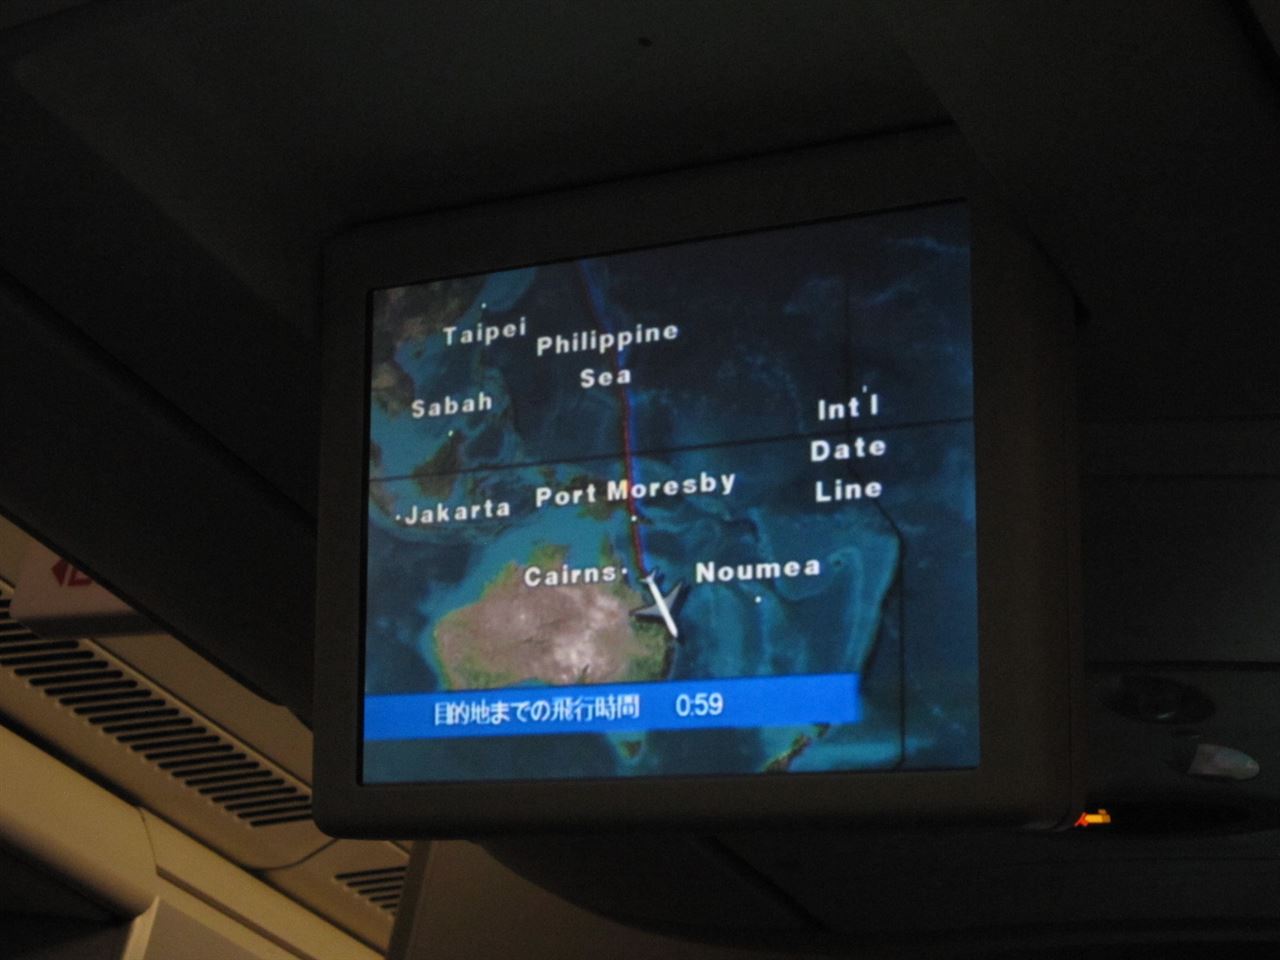 Taipei
Philippine
Sea
Sabah
Int'l
Date
Line
Port Moresby
Jakarta
Cairns
Noumea
目的地までの飛行時間 0:59